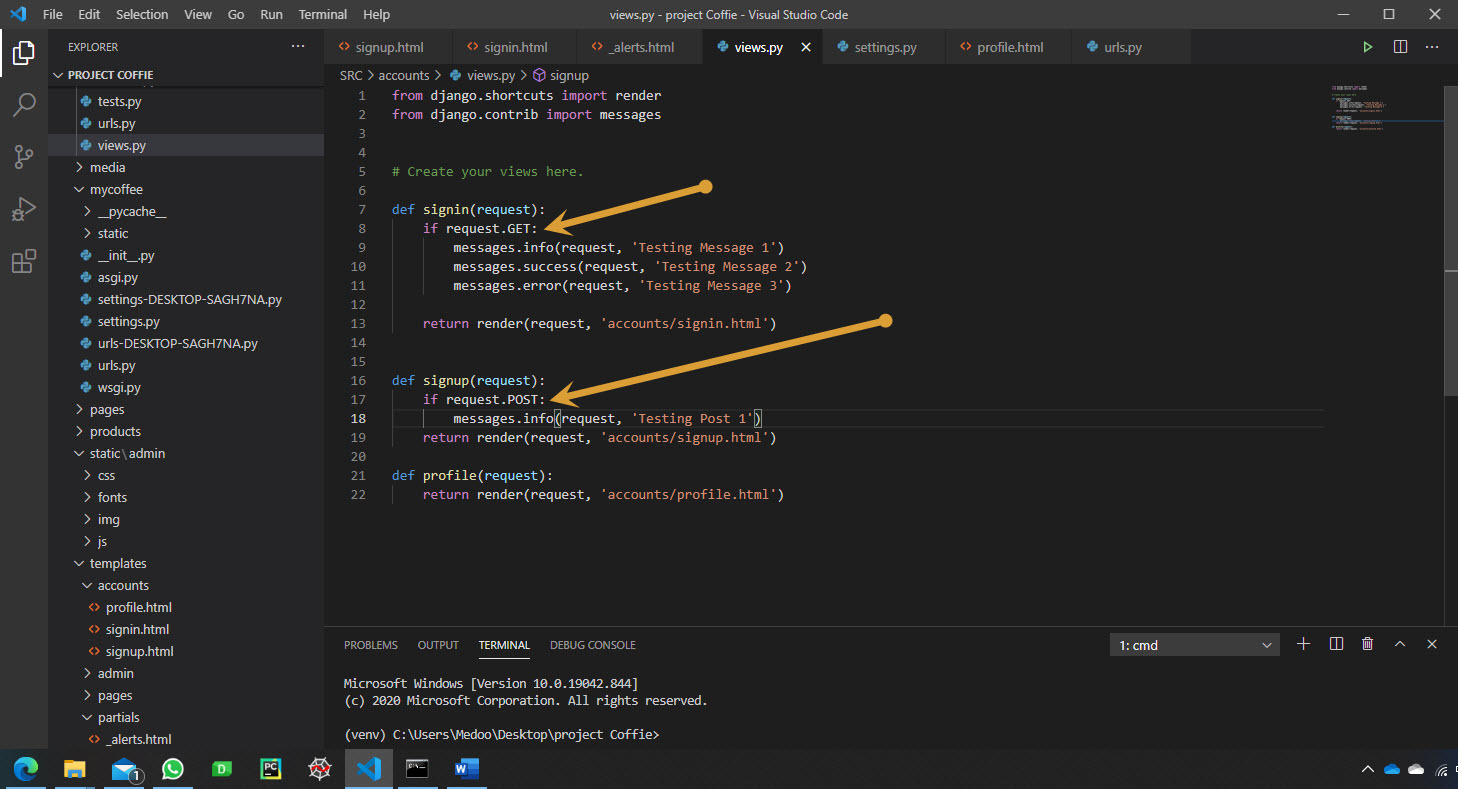 File Edit Selection View Go Run Terminal Help
views.py - project Coffie - Visual Studio Code
EXPLORER
PROJECT COFFIE
tests.py
urls.py
views.py
media
mycoffee
__pycache__
static
__init__.py
asgi.py
settings-DESKTOP-SAGH7NA.py
settings.py
urls-DESKTOP-SAGH7NA.py
urls.py
wsgi.py
pages
products
static\admin
css
fonts
img
js
templates
accounts
profile.html
signin.html
signup.html
admin
pages
partials
_alerts.html
signup.html signin.html _alerts.html views.py settings.py profile.html urls.py
SRC > accounts > views.py > signup
1 from django.shortcuts import render
2 from django.contrib import messages
3
4
5 # Create your views here.
6
7 def signin(request):
8 if request.GET:
9 messages.info(request, 'Testing Message 1')
10 messages.success(request, 'Testing Message 2')
11 messages.error(request, 'Testing Message 3')
12
13 return render(request, 'accounts/signin.html')
14
15
16 def signup(request):
17 if request.POST:
18 messages.info(request, 'Testing Post 1')
19 return render(request, 'accounts/signup.html')
20
21 def profile(request):
22 return render(request, 'accounts/profile.html')
PROBLEMS OUTPUT TERMINAL DEBUG CONSOLE
1: cmd
Microsoft Windows [Version 10.0.19042.844]
(c) 2020 Microsoft Corporation. All rights reserved.
(venv) C:\Users\Medoo\Desktop\project Coffie>
1
D
PC
W